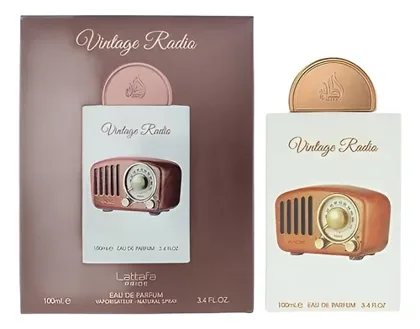 Vintage Radio
Vintage Radio
100ml.e EAU DE PARFUM - 3.4 FL.OZ.
Lattafa
PRIDE
100ml. e EAU DE PARFUM 3.4 FL.OZ.
VAPORISATEUR - NATURAL SPRAY
Vintage Radio
100ml.e EAU DE PARFUM - 3.4 FL.OZ.